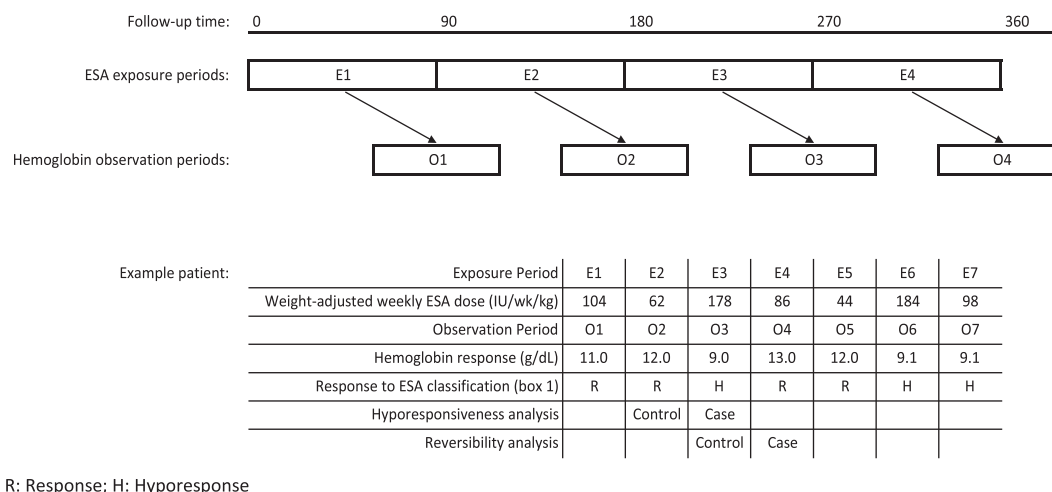 Follow-up time: 0 90 180 270 360
ESA exposure periods: E1 E2 E3 E4
Hemoglobin observation periods: O1 O2 O3 O4
Example patient: Exposure Period E1 E2 E3 E4 E5 E6 E7
Weight-adjusted weekly ESA dose (IU/wk/kg) 104 62 178 86 44 184 98
Observation Period O1 O2 O3 O4 O5 O6 O7
Hemoglobin response (g/dL) 11.0 12.0 9.0 13.0 12.0 9.1 9.1
Response to ESA classification (box 1) R R H R R H H
Hyporesponsiveness analysis Control Case
Reversibility analysis Control Case
R: Response; H: Hyporesponse